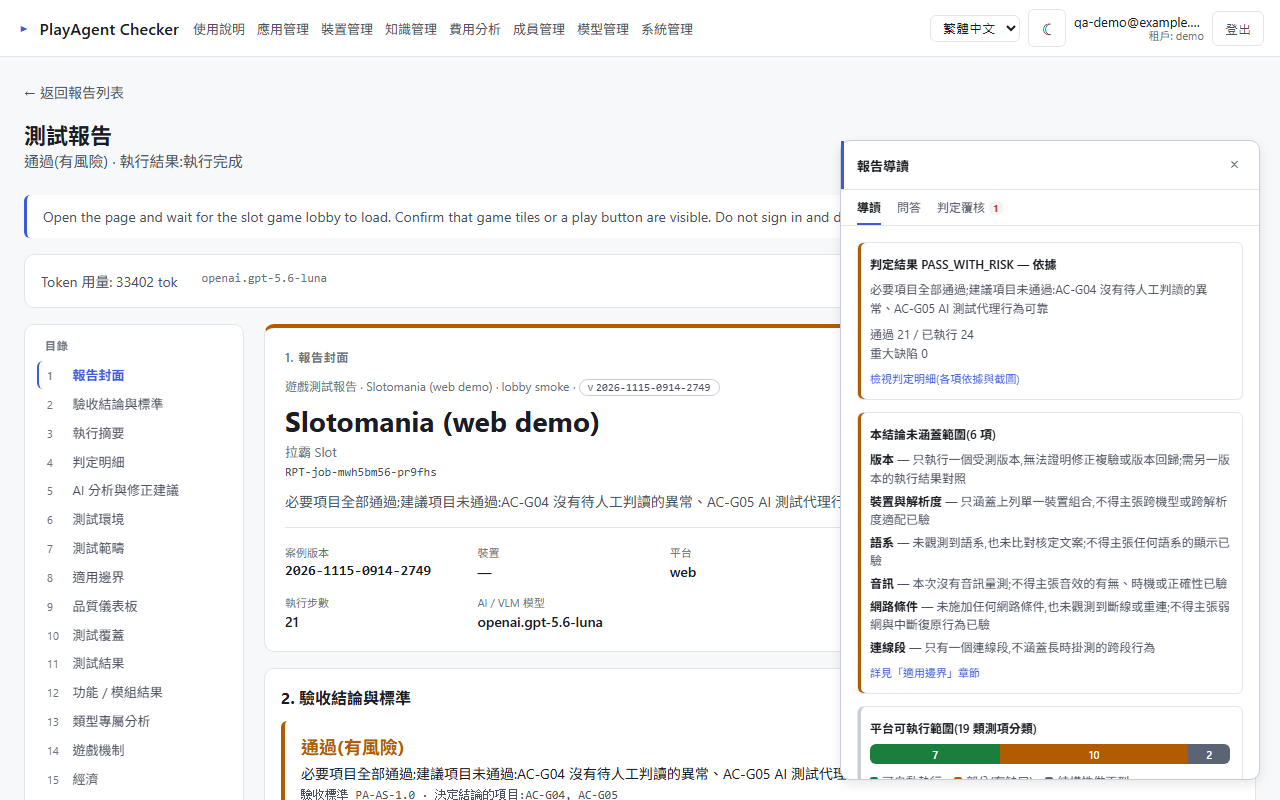 PlayAgent Checker 使用說明 應用管理 裝置管理 知識管理 費用分析 成員管理 模型管理 系統管理
繁體中文
qa-demo@example....
租戶: demo
登出
← 返回報告列表
測試報告
通過(有風險) · 執行結果:執行完成
Open the page and wait for the slot game lobby to load. Confirm that game tiles or a play button are visible. Do not sign in and d
Token 用量: 33402 tok openai.gpt-5.6-luna
目錄
1 報告封面
2 驗收結論與標準
3 執行摘要
4 判定明細
5 AI 分析與修正建議
6 測試環境
7 測試範疇
8 適用邊界
9 品質儀表板
10 測試覆蓋
11 測試結果
12 功能 / 模組結果
13 類型專屬分析
14 遊戲機制
15 經濟
1. 報告封面
遊戲測試報告 · Slotomania (web demo) · lobby smoke · v 2026-1115-0914-2749
Slotomania (web demo)
拉霸 Slot
RPT-job-mwh5bm56-pr9fhs
必要項目全部通過;建議項目未通過:AC-G04 沒有待人工判讀的異常、AC-G05 AI 測試代理行
案例版本
2026-1115-0914-2749
裝置
—
平台
web
執行步數
21
AI / VLM 模型
openai.gpt-5.6-luna
2. 驗收結論與標準
通過(有風險)
必要項目全部通過;建議項目未通過:AC-G04 沒有待人工判讀的異常、AC-G05 AI 測試代理
驗收標準 PA-AS-1.0 · 決定結論的項目:AC-G04, AC-G05
報告導讀 ×
導讀 問答 判定覆核 1
判定結果 PASS_WITH_RISK — 依據
必要項目全部通過;建議項目未通過:AC-G04 沒有待人工判讀的異
常、AC-G05 AI 測試代理行為可靠
通過 21 / 已執行 24
重大缺陷 0
檢視判定明細(各項依據與截圖)
本結論未涵蓋範圍(6 項)
版本 — 只執行一個受測版本,無法證明修正複驗或版本回歸;需另一版
本的執行結果對照
裝置與解析度 — 只涵蓋上列單一裝置組合,不得主張跨機型或跨解析
度適配已驗
語系 — 未觀測到語系,也未比對核定文案;不得主張任何語系的顯示已
驗
音訊 — 本次沒有音訊量測;不得主張音效的有無、時機或正確性已驗
網路條件 — 未施加任何網路條件,也未觀測到斷線或重連;不得主張弱
網與中斷復原行為已驗
連線段 — 只有一個連線段,不涵蓋長時掛測的跨段行為
詳見「適用邊界」章節
平台可執行範圍(19 類測項分類)
7 10 2